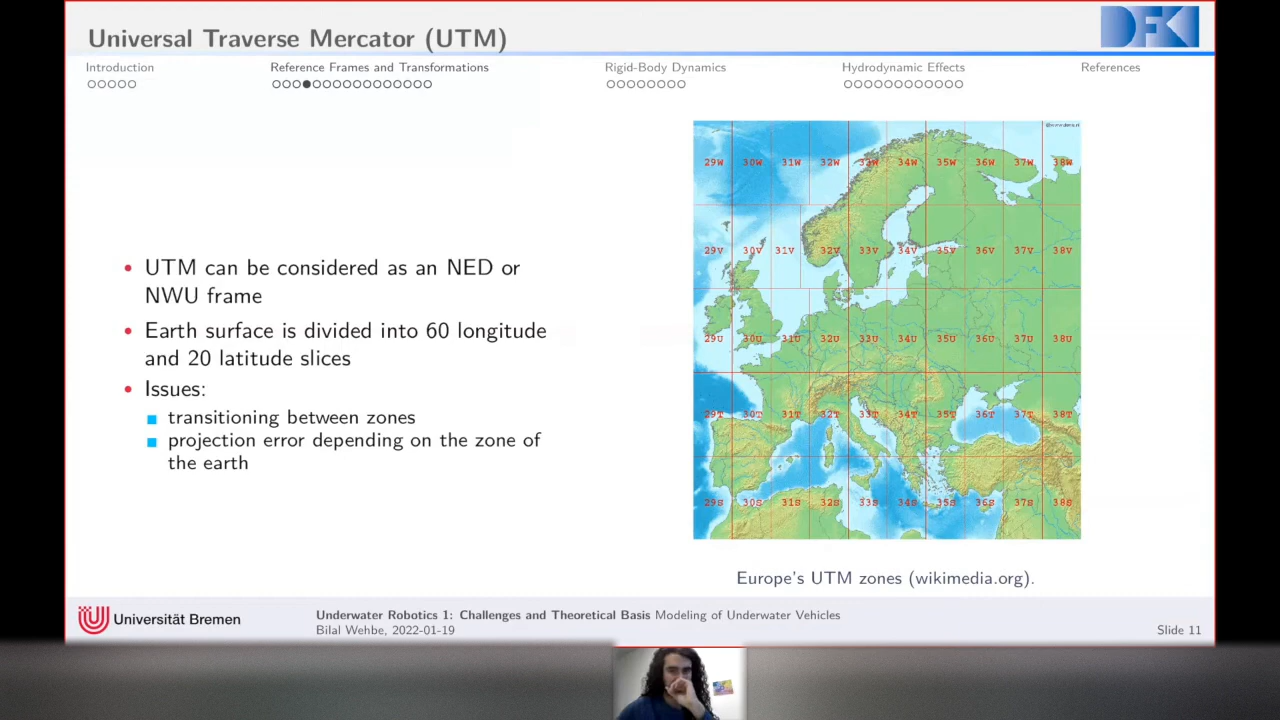 Universal Traverse Mercator (UTM)
DFKI
Introduction
Reference Frames and Transformations
Rigid-Body Dynamics
Hydrodynamic Effects
References
UTM can be considered as an NED or
NWU frame
Earth surface is divided into 60 longitude
and 20 latitude slices
Issues:
transitioning between zones
projection error depending on the zone of
the earth
29W 30W 31W 32W 33W 34W 35W 36W 37W 38W
29V 30V 31V 32V 33V 34V 35V 36V 37V 38V
29U 30U 31U 32U 33U 34U 35U 36U 37U 38U
29T 30T 31T 32T 33T 34T 35T 36T 37T 38T
29S 30S 31S 32S 33S 34S 35S 36S 37S 38S
Europe's UTM zones (wikimedia.org).
Universität Bremen
Underwater Robotics 1: Challenges and Theoretical Basis Modeling of Underwater Vehicles
Bilal Wehbe, 2022-01-19
Slide 11